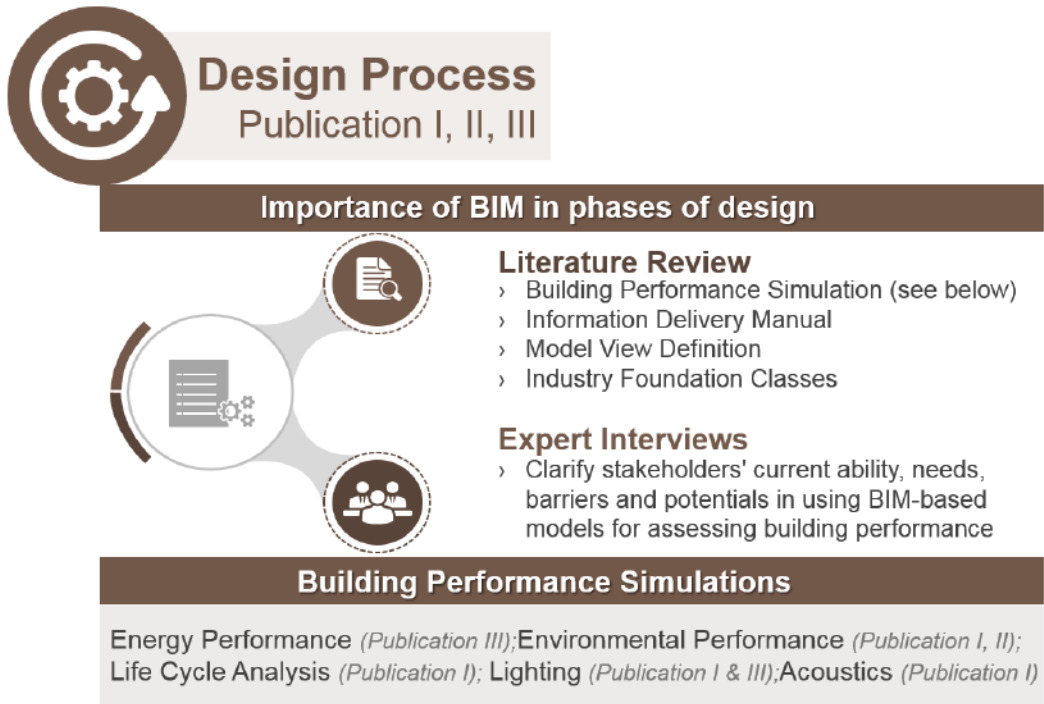 Design Process
Publication I, II, III
Importance of BIM in phases of design
Literature Review
› Building Performance Simulation (see below)
› Information Delivery Manual
› Model View Definition
› Industry Foundation Classes
Expert Interviews
› Clarify stakeholders' current ability, needs,
barriers and potentials in using BIM-based
models for assessing building performance
Building Performance Simulations
Energy Performance (Publication III);Environmental Performance (Publication I, II);
Life Cycle Analysis (Publication I); Lighting (Publication I & III);Acoustics (Publication I)